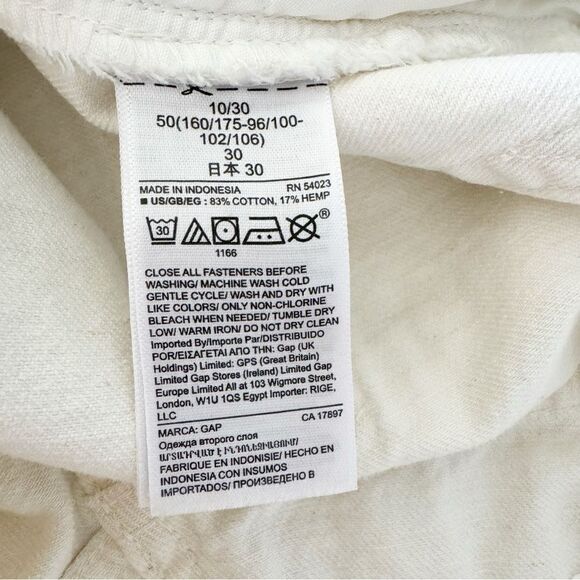 10/30
50(160/175-96/100-
102/106)
30
日本 30
MADE IN INDONESIA RN 54023
■ US/GB/EG : 83% COTTON, 17% HEMP
30
1166
CLOSE ALL FASTENERS BEFORE
WASHING/ MACHINE WASH COLD
GENTLE CYCLE/ WASH AND DRY WITH
LIKE COLORS/ ONLY NON-CHLORINE
BLEACH WHEN NEEDED/ TUMBLE DRY
LOW/ WARM IRON/ DO NOT DRY CLEAN
Imported By/Importe Par/DISTRIBUIDO
POR/ΕΙΣΑΓΕΤΑΙ ΑΠΟ ΤΗΝ: Gap (UK
Holdings) Limited: GPS (Great Britain)
Limited Gap Stores (Ireland) Limited Gap
Europe Limited All at 103 Wigmore Street,
London, W1U 1QS Egypt Importer: RIGE,
LLC
CA 17897
MARCA: GAP
Одежда второго слоя
ԱՐՏԱԴՐՎԱԾ Է ԻՆԴՈՆԵԶԻԱՅՈՒՄ/
FABRIQUE EN INDONISIE/ HECHO EN
INDONESIA CON INSUMOS
IMPORTADOS/ ПРОИЗВЕДЕНО В